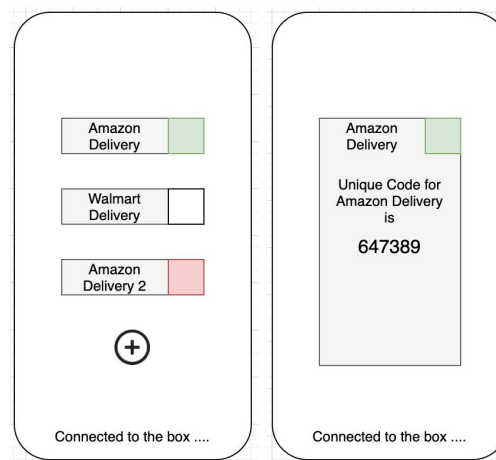 Amazon
Delivery
Walmart
Delivery
Amazon
Delivery 2
Connected to the box ....
Amazon
Delivery
Unique Code for
Amazon Delivery
is
647389
Connected to the box ....